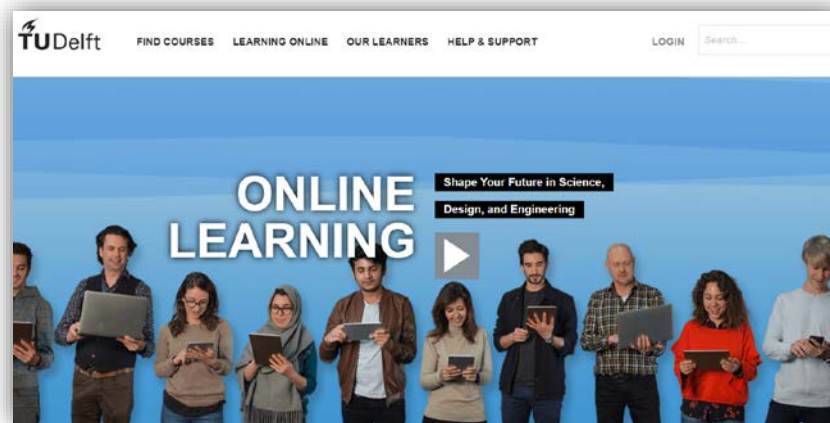 TUDelft
FIND COURSES LEARNING ONLINE OUR LEARNERS HELP & SUPPORT
LOGIN
Search...
ONLINE
LEARNING
Shape Your Future in Science,
Design, and Engineering